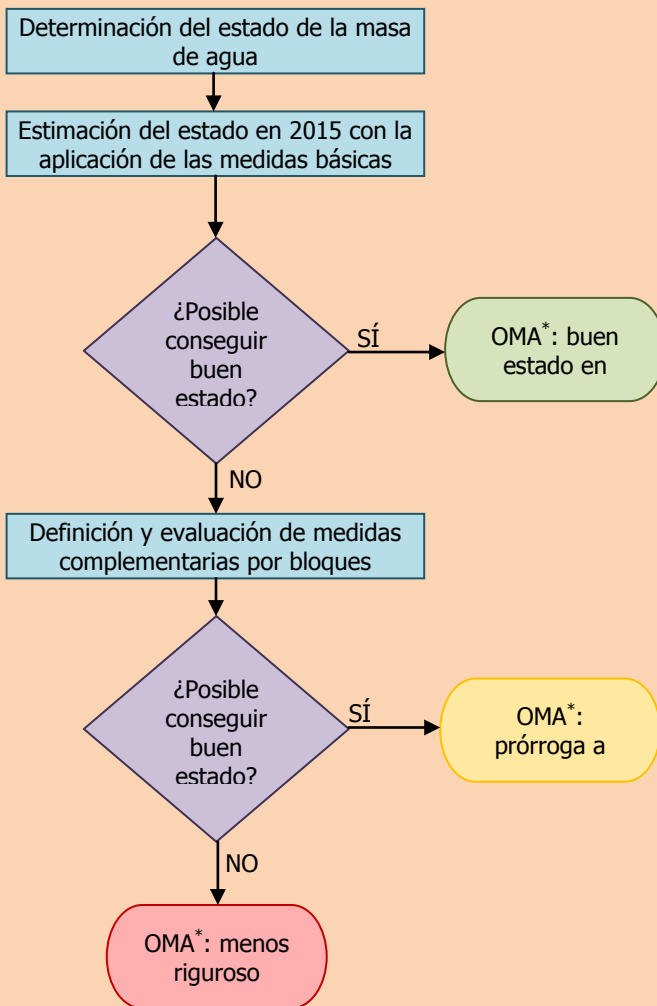 Determinación del estado de la masa
de agua
Estimación del estado en 2015 con la
aplicación de las medidas básicas
¿Posible
conseguir
buen
estado?
SÍ
OMA*: buen
estado en
NO
Definición y evaluación de medidas
complementarias por bloques
¿Posible
conseguir
buen
estado?
SÍ
OMA*:
prórroga a
NO
OMA*: menos
riguroso